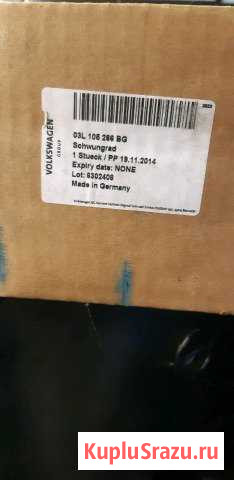 VOLKSWAGEN
GROUP
03L 105 266 BG
Schwungrad
1 Stueck / PP 19.11.2014
Expiry date: NONE
Lot: 6302408
Made in Germany
KupluSrazu.ru